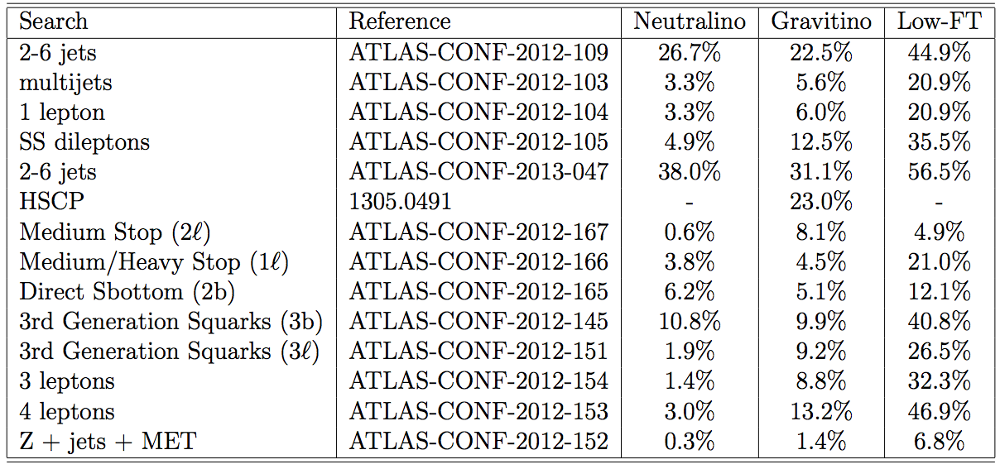 Search Reference Neutralino Gravitino Low-FT
2-6 jets ATLAS-CONF-2012-109 26.7% 22.5% 44.9%
multijets ATLAS-CONF-2012-103 3.3% 5.6% 20.9%
1 lepton ATLAS-CONF-2012-104 3.3% 6.0% 20.9%
SS dileptons ATLAS-CONF-2012-105 4.9% 12.5% 35.5%
2-6 jets ATLAS-CONF-2013-047 38.0% 31.1% 56.5%
HSCP 1305.0491 - 23.0% -
Medium Stop (2ℓ) ATLAS-CONF-2012-167 0.6% 8.1% 4.9%
Medium/Heavy Stop (1ℓ) ATLAS-CONF-2012-166 3.8% 4.5% 21.0%
Direct Sbottom (2b) ATLAS-CONF-2012-165 6.2% 5.1% 12.1%
3rd Generation Squarks (3b) ATLAS-CONF-2012-145 10.8% 9.9% 40.8%
3rd Generation Squarks (3ℓ) ATLAS-CONF-2012-151 1.9% 9.2% 26.5%
3 leptons ATLAS-CONF-2012-154 1.4% 8.8% 32.3%
4 leptons ATLAS-CONF-2012-153 3.0% 13.2% 46.9%
Z + jets + MET ATLAS-CONF-2012-152 0.3% 1.4% 6.8%